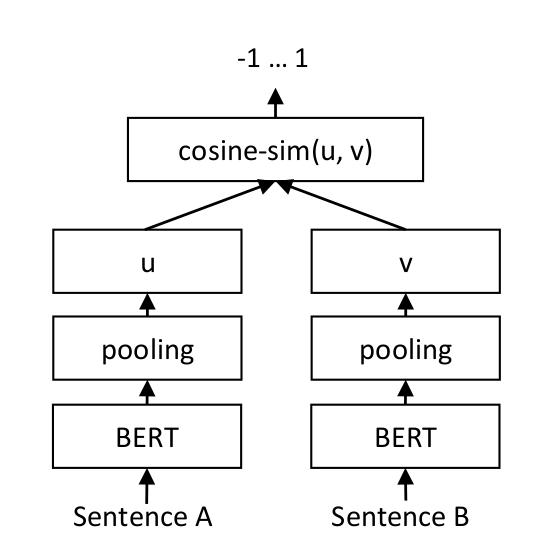 -1 ... 1
cosine-sim(u, v)
u
v
pooling
pooling
BERT
BERT
Sentence A
Sentence B